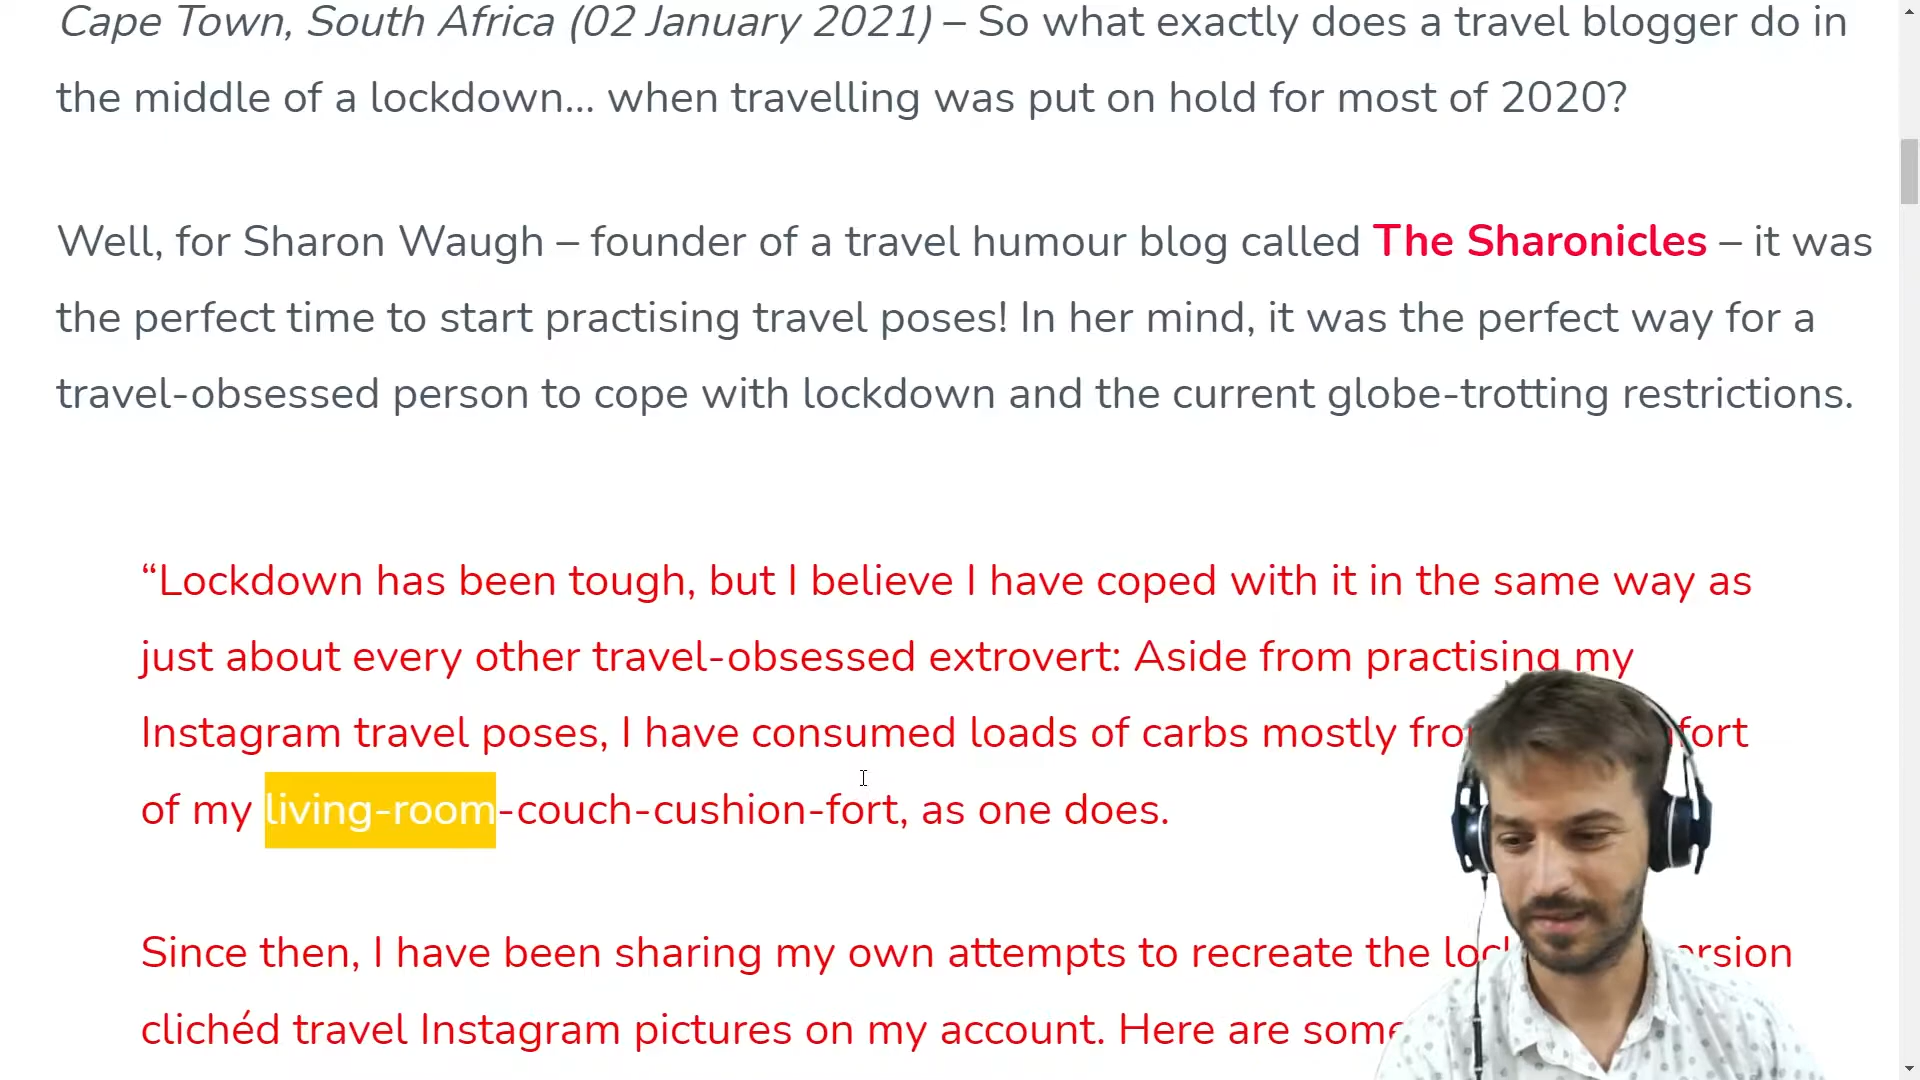 Cape Town, South Africa (02 January 2021) – So what exactly does a travel blogger do in
the middle of a lockdown… when travelling was put on hold for most of 2020?
Well, for Sharon Waugh – founder of a travel humour blog called The Sharonicles – it was
the perfect time to start practising travel poses! In her mind, it was the perfect way for a
travel-obsessed person to cope with lockdown and the current globe-trotting restrictions.
“Lockdown has been tough, but I believe I have coped with it in the same way as
just about every other travel-obsessed extrovert: Aside from practising my
Instagram travel poses, I have consumed loads of carbs mostly
of my living-room-couch-cushion-fort, as one does.
Since then, I have been sharing my own attempts to recreate the
clichéd travel Instagram pictures on my account. Here are some